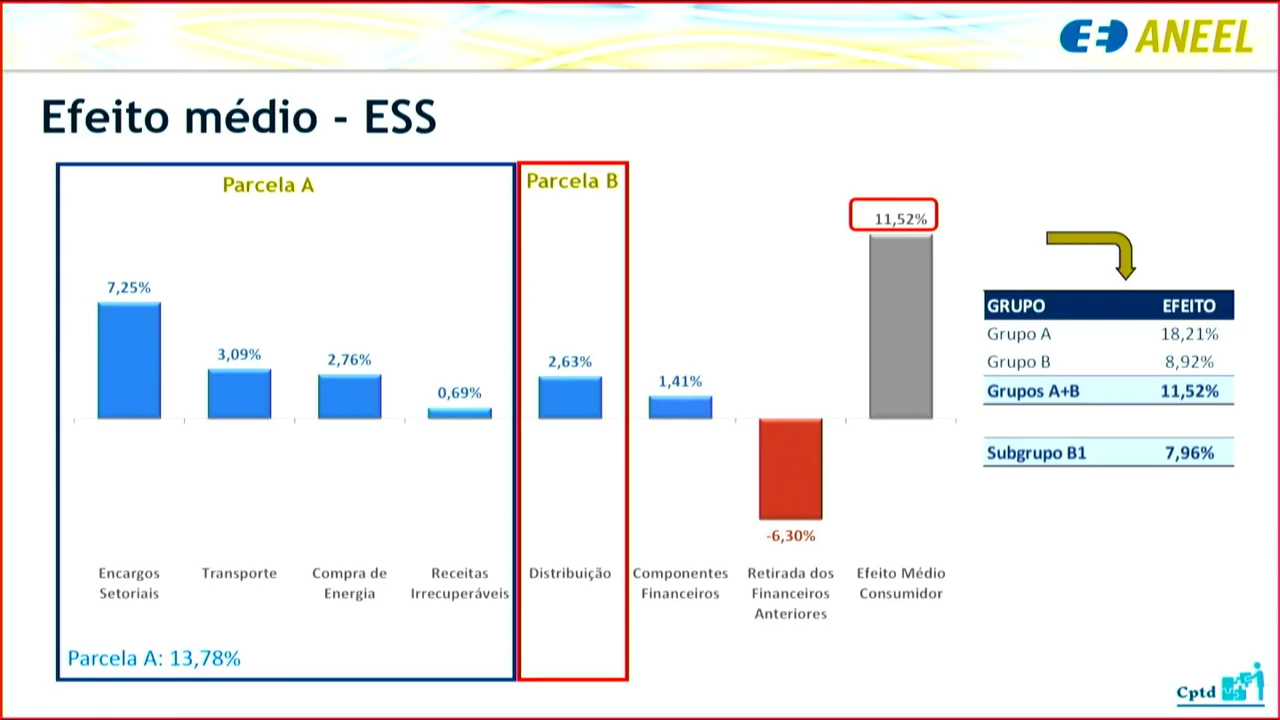 ANEEL
Efeito médio - ESS
Parcela A
Parcela B
7,25%
3,09%
2,76%
0,69%
2,63%
1,41%
-6,30%
11,52%
Encargos
Setoriais
Transporte
Compra de
Energia
Receitas
Irrecuperáveis
Distribuição
Componentes
Financeiros
Retirada dos
Financeiros
Anteriores
Efeito Médio
Consumidor
Parcela A: 13,78%
GRUPO EFEITO
Grupo A 18,21%
Grupo B 8,92%
Grupos A+B 11,52%
Subgrupo B1 7,96%
Cptd